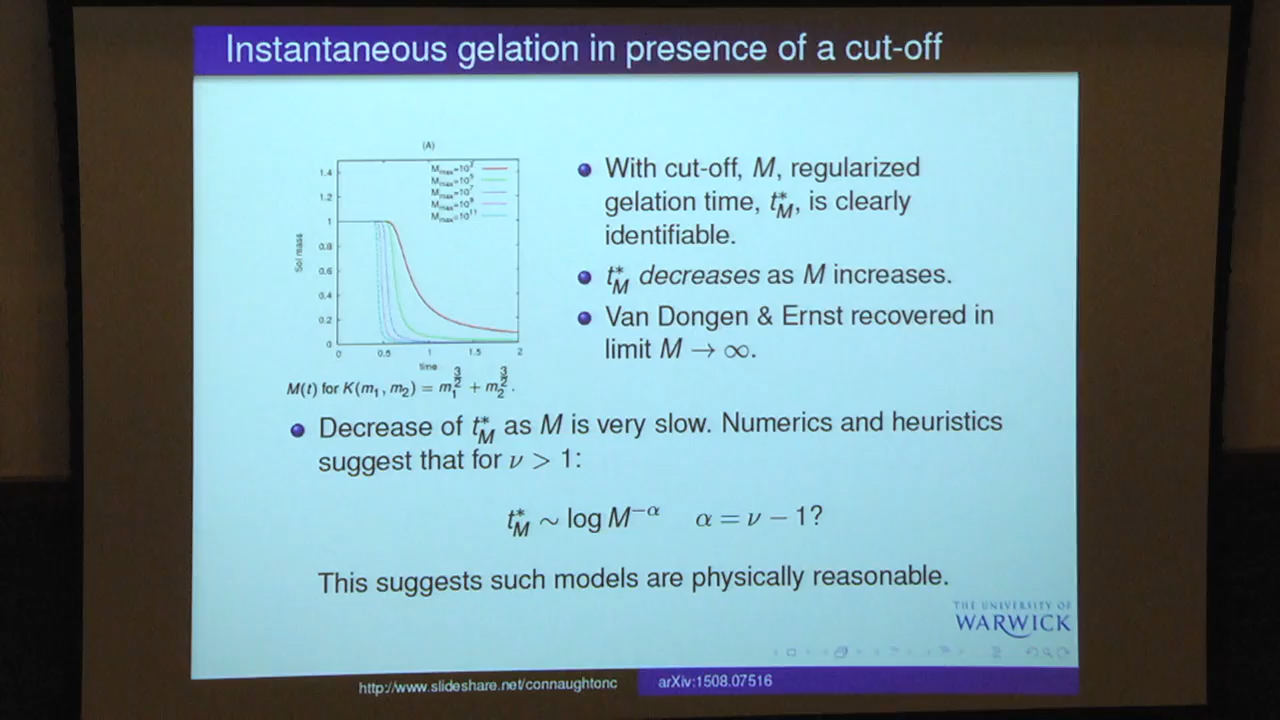 Instantaneous gelation in presence of a cut-off
(A)
M_max=10^3
M_max=10^5
M_max=10^7
M_max=10^9
M_max=10^11
1.4
1.2
1
0.8
0.6
0.4
0.2
0
Sol mass
0 0.5 1 1.5 2
time
M(t) for K(m₁, m₂) = m₁^{3/2} + m₂^{3/2}.
With cut-off, M, regularized
gelation time, t*_M, is clearly
identifiable.
t*_M decreases as M increases.
Van Dongen & Ernst recovered in
limit M → ∞.
Decrease of t*_M as M is very slow. Numerics and heuristics
suggest that for ν > 1:
t*_M ∼ log M^{−α} α = ν − 1?
This suggests such models are physically reasonable.
THE UNIVERSITY OF
WARWICK
http://www.slideshare.net/connaughtonc
arXiv:1508.07516